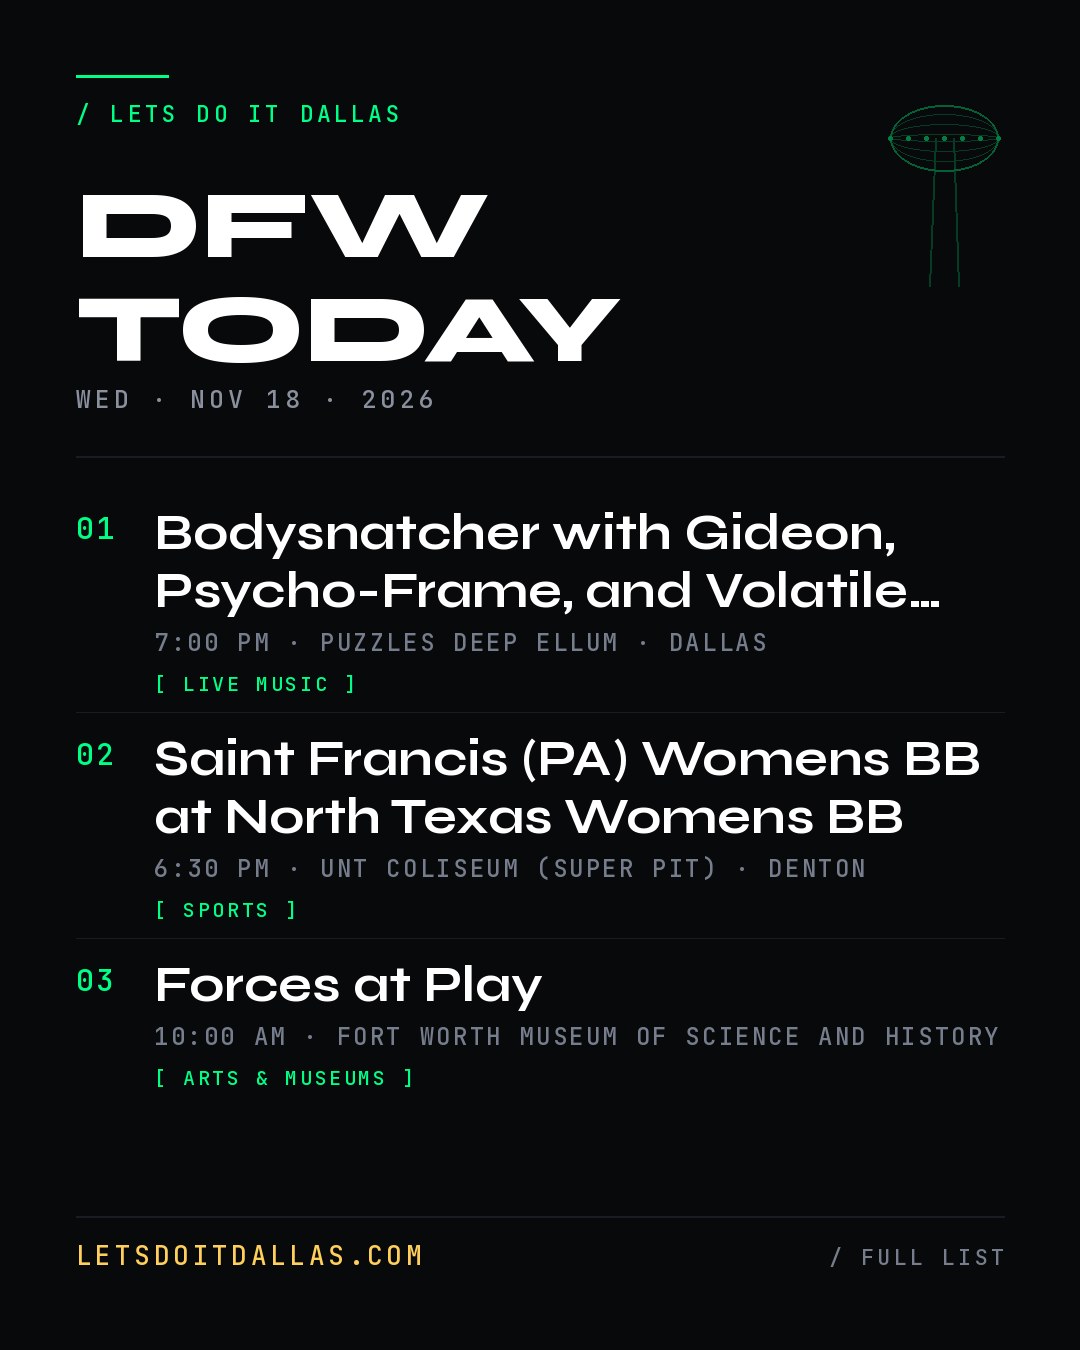 / LETS DO IT DALLAS
DFW
TODAY
WED · NOV 18 · 2026
01
Bodysnatcher with Gideon,
Psycho-Frame, and Volatile…
7:00 PM · PUZZLES DEEP ELLUM · DALLAS
[ LIVE MUSIC ]
02
Saint Francis (PA) Womens BB
at North Texas Womens BB
6:30 PM · UNT COLISEUM (SUPER PIT) · DENTON
[ SPORTS ]
03
Forces at Play
10:00 AM · FORT WORTH MUSEUM OF SCIENCE AND HISTORY
[ ARTS & MUSEUMS ]
LETSDOITDALLAS.COM
/ FULL LIST